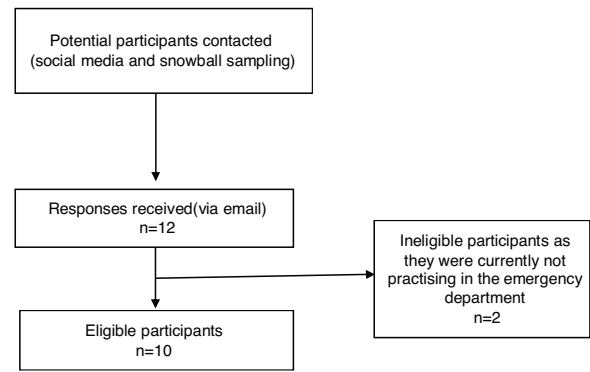 Potential participants contacted
(social media and snowball sampling)
Responses received(via email)
n=12
Ineligible participants as
they were currently not
practising in the emergency
department
n=2
Eligible participants
n=10